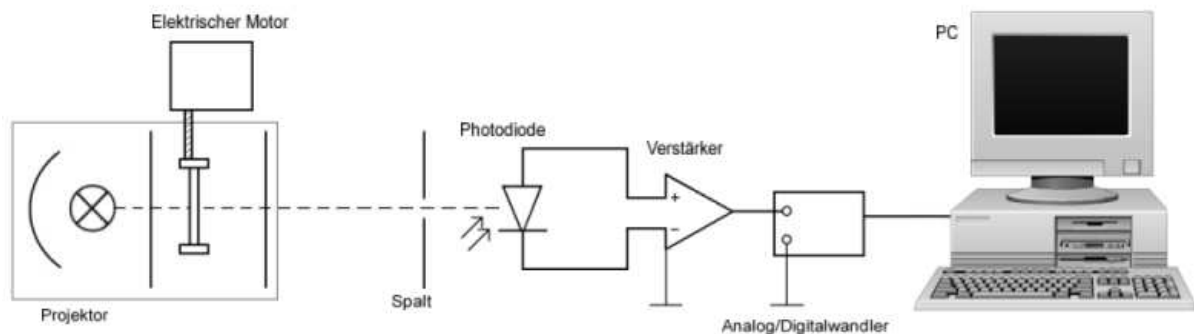 Elektrischer Motor
PC
Photodiode
Verstärker
+
−
Spalt
Projektor
Analog/Digitalwandler